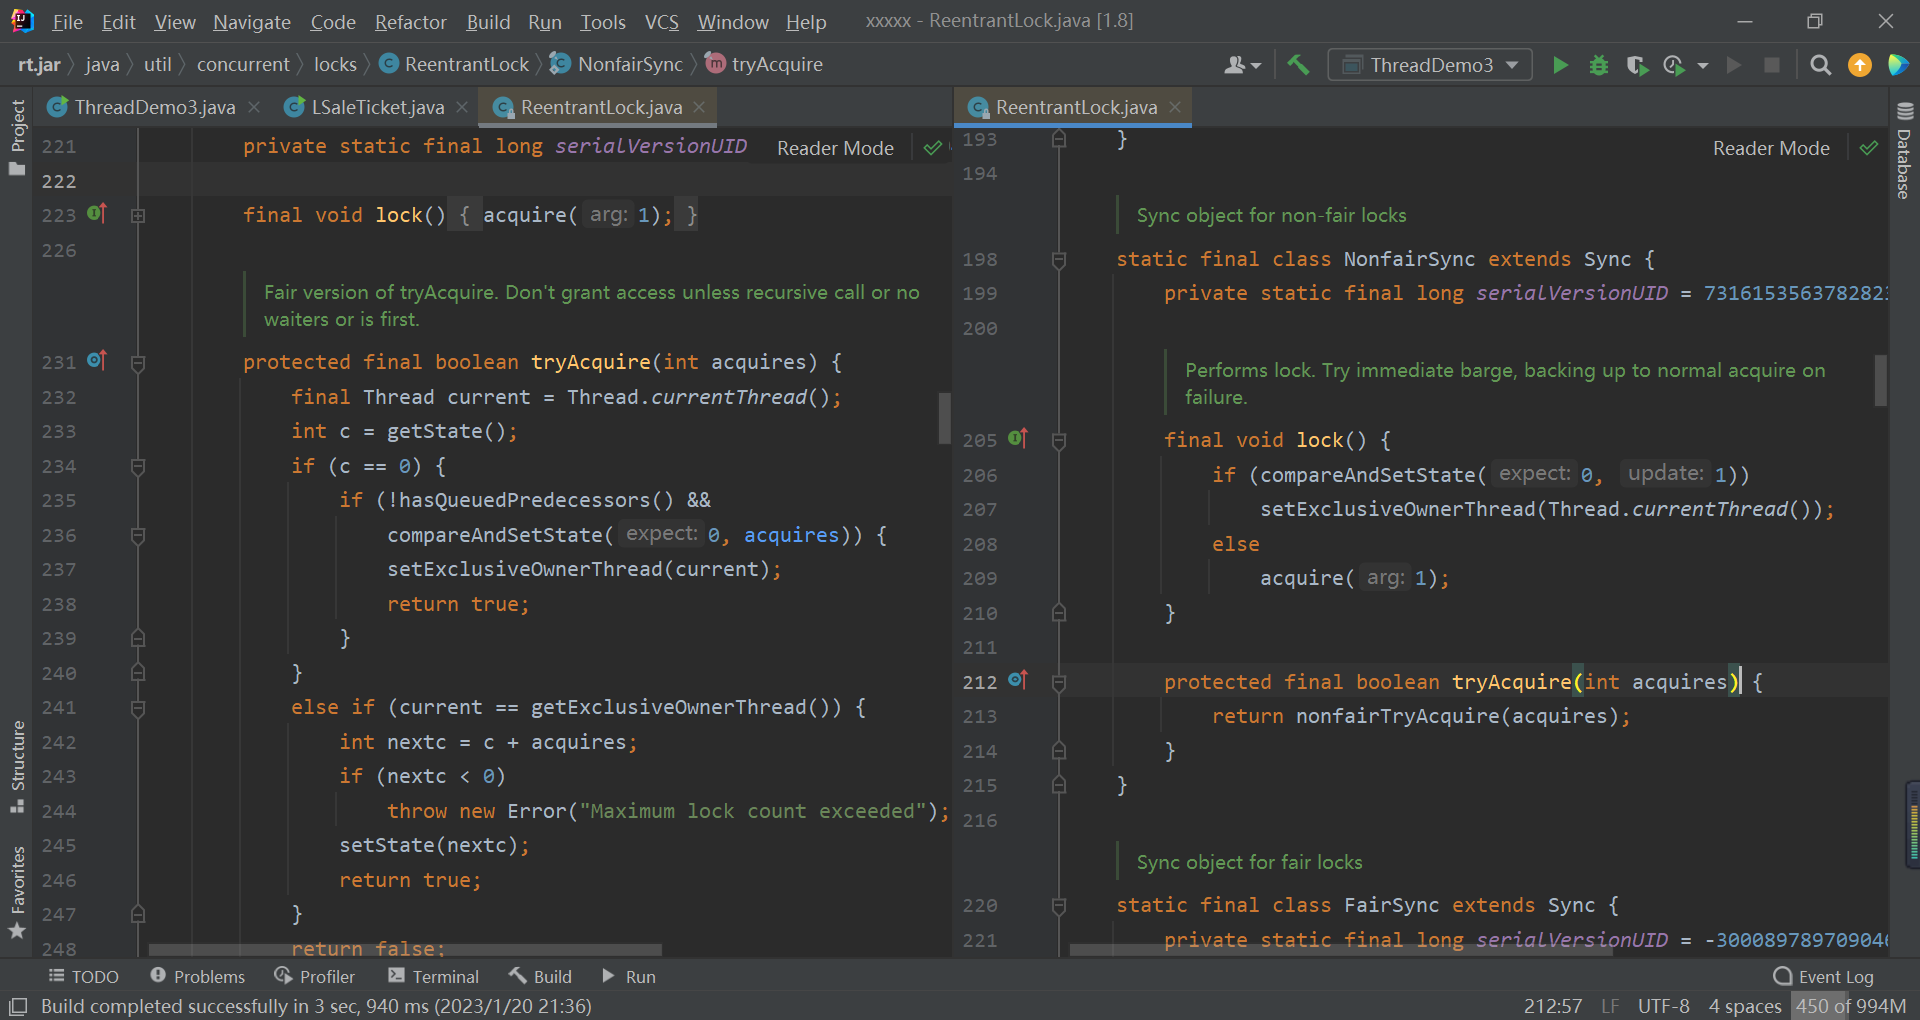 File Edit View Navigate Code Refactor Build Run Tools VCS Window Help xxxxx - ReentrantLock.java [1.8]
rt.jar java util concurrent locks ReentrantLock NonfairSync tryAcquire ThreadDemo3
ThreadDemo3.java LSaleTicket.java ReentrantLock.java ReentrantLock.java
Project
Structure
Favorites
221 private static final long serialVersionUID Reader Mode
222
223 final void lock() { acquire( arg: 1); }
226
Fair version of tryAcquire. Don't grant access unless recursive call or no
waiters or is first.
231 protected final boolean tryAcquire(int acquires) {
232 final Thread current = Thread.currentThread();
233 int c = getState();
234 if (c == 0) {
235 if (!hasQueuedPredecessors() &&
236 compareAndSetState( expect: 0, acquires)) {
237 setExclusiveOwnerThread(current);
238 return true;
239 }
240 }
241 else if (current == getExclusiveOwnerThread()) {
242 int nextc = c + acquires;
243 if (nextc < 0)
244 throw new Error("Maximum lock count exceeded");
245 setState(nextc);
246 return true;
247 }
248 return false;
193 }
194
Reader Mode
Sync object for non-fair locks
198 static final class NonfairSync extends Sync {
199 private static final long serialVersionUID = 7316153563782823
200
Performs lock. Try immediate barge, backing up to normal acquire on
failure.
205 final void lock() {
206 if (compareAndSetState( expect: 0, update: 1))
207 setExclusiveOwnerThread(Thread.currentThread());
208 else
209 acquire( arg: 1);
210 }
211
212 protected final boolean tryAcquire(int acquires) {
213 return nonfairTryAcquire(acquires);
214 }
215 }
216
Sync object for fair locks
220 static final class FairSync extends Sync {
221 private static final long serialVersionUID = -3000897897090466
Database
TODO Problems Profiler Terminal Build Run Event Log
Build completed successfully in 3 sec, 940 ms (2023/1/20 21:36) 212:57 LF UTF-8 4 spaces 450 of 994M